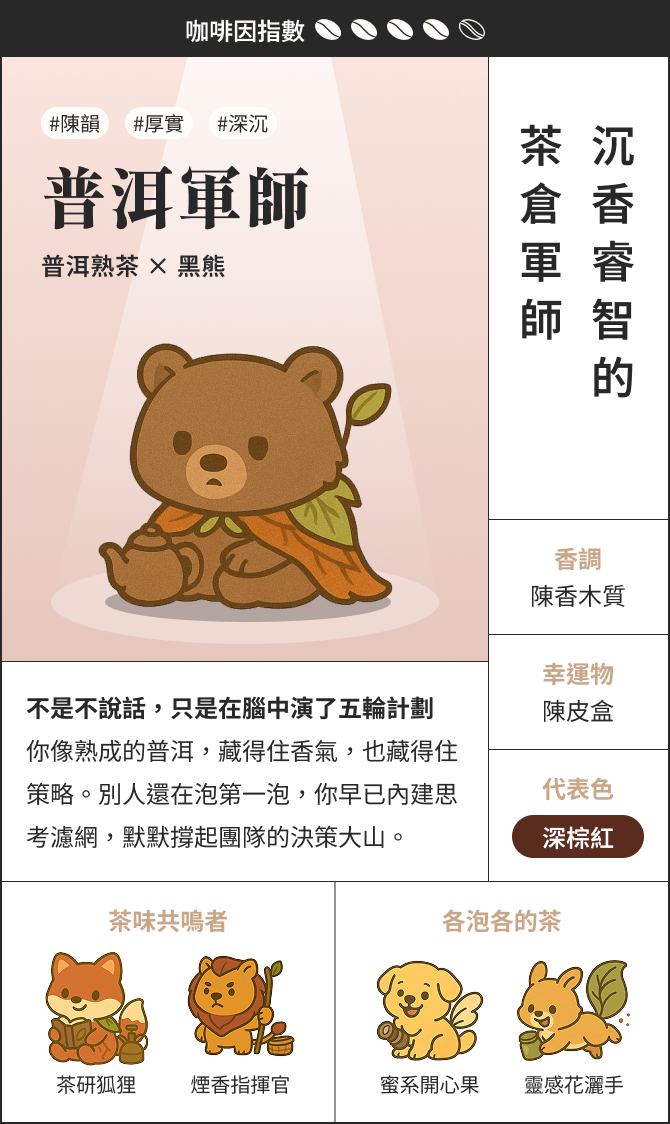 咖啡因指數
#陳韻 #厚實 #深沉
普洱軍師
普洱熟茶 × 黑熊
沉香睿智的
茶倉軍師
香調
陳香木質
幸運物
陳皮盒
代表色
深棕紅
不是不說話，只是在腦中演了五輪計劃
你像熟成的普洱，藏得住香氣，也藏得住
策略。別人還在泡第一泡，你早已內建思
考濾網，默默撐起團隊的決策大山。
茶味共鳴者
茶研狐狸
煙香指揮官
各泡各的茶
蜜系開心果
靈感花灑手